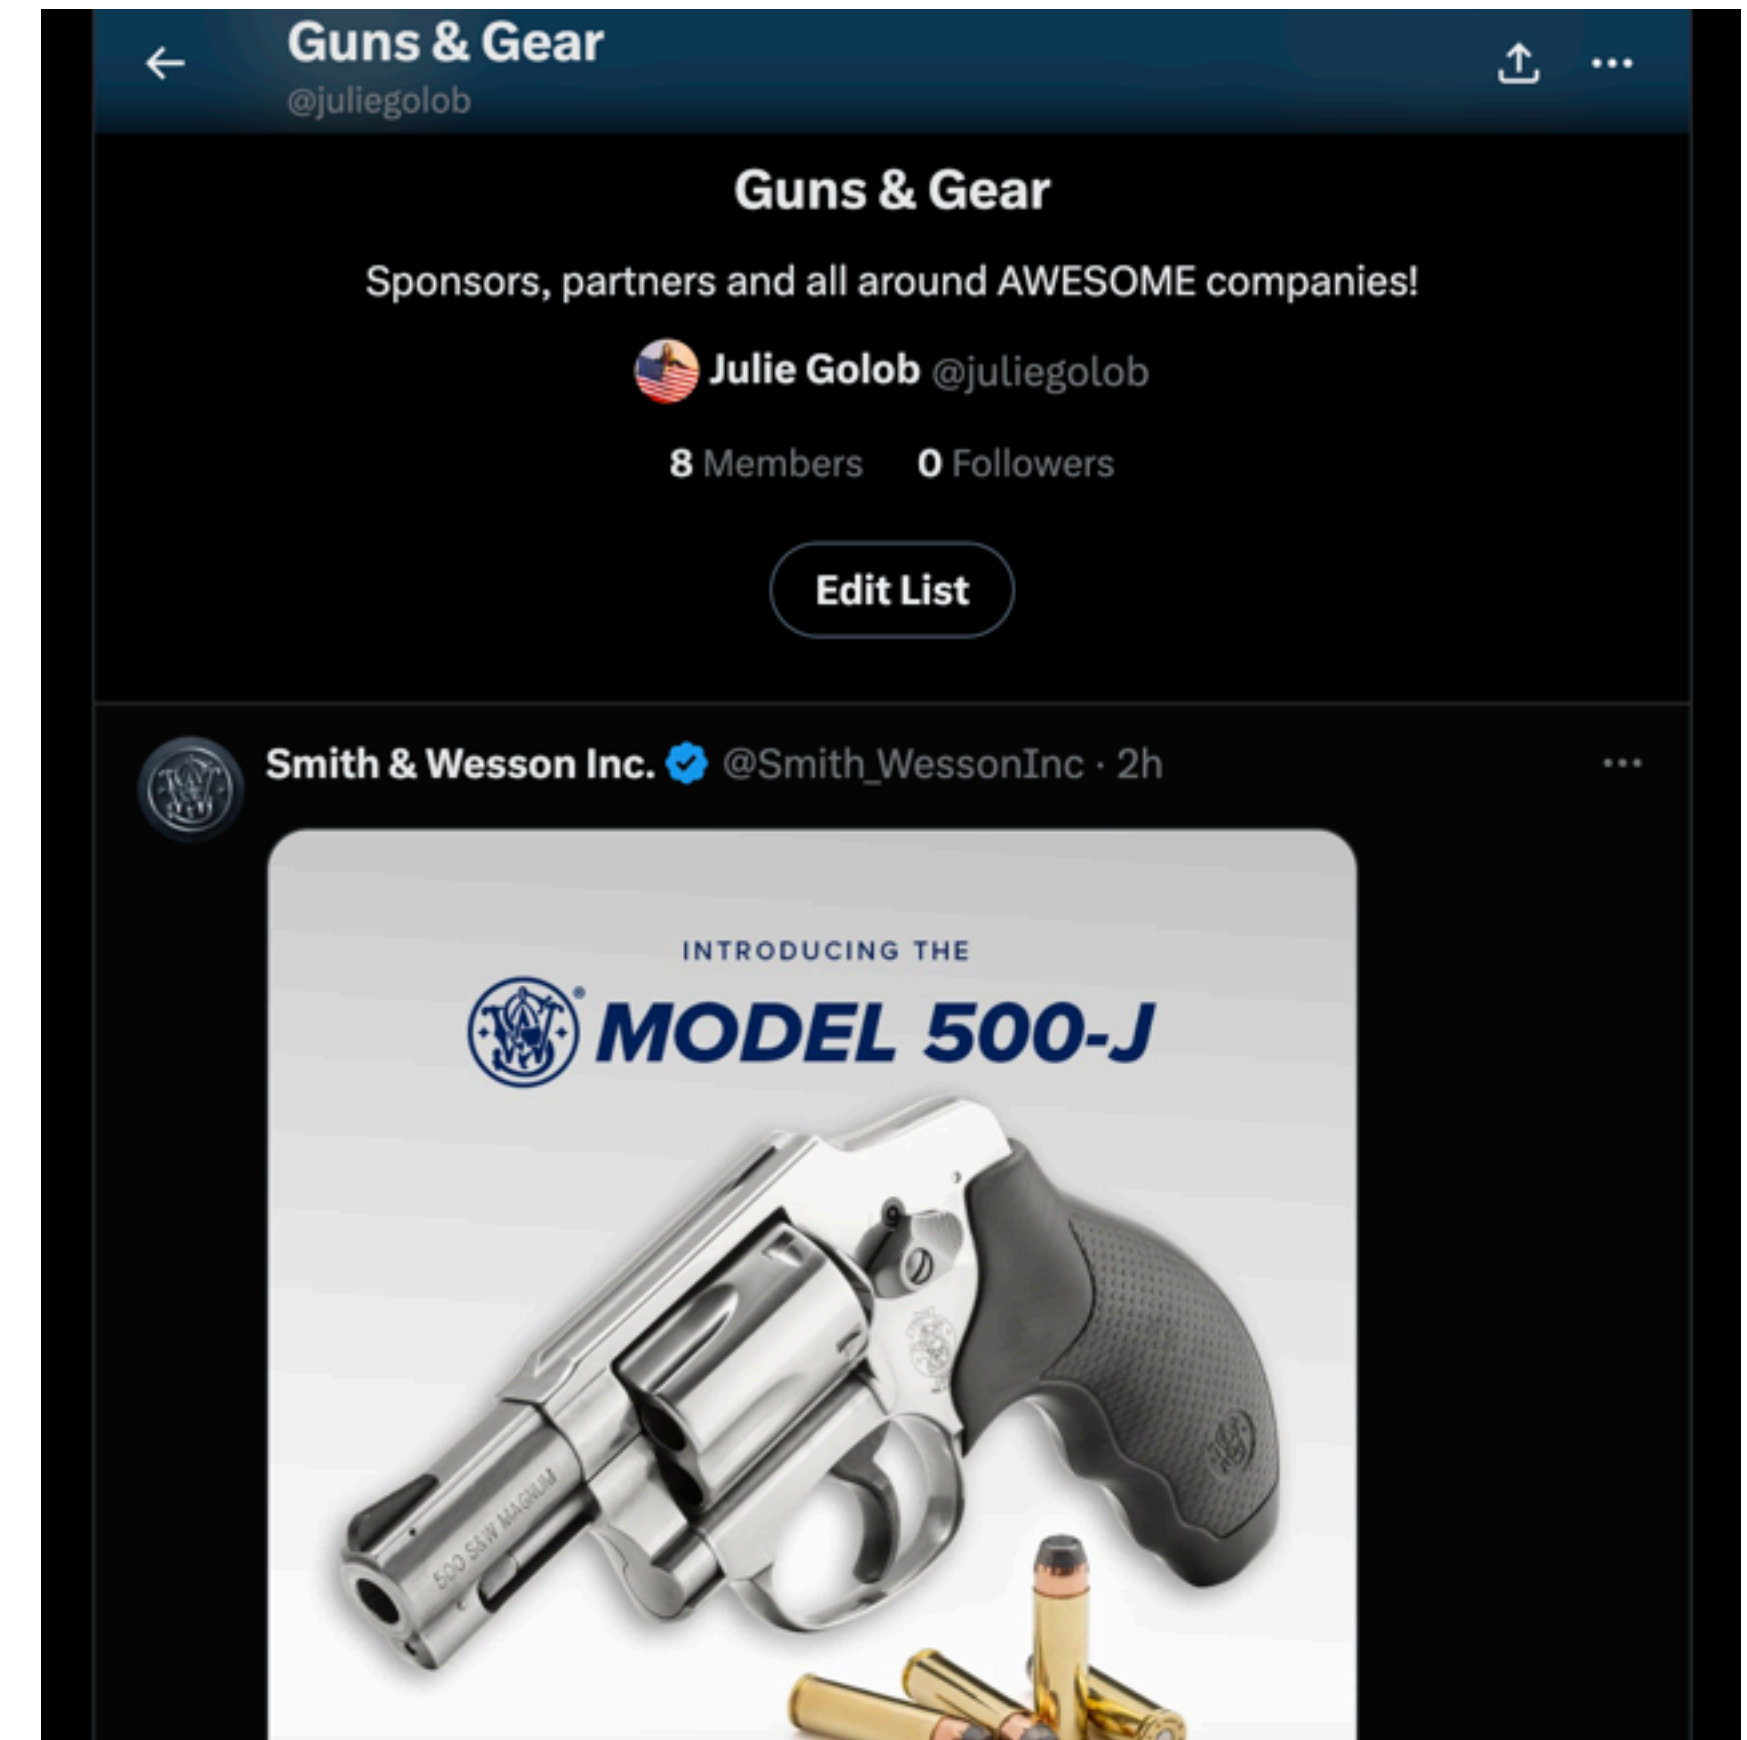 Guns & Gear
@juliegolob
Guns & Gear
Sponsors, partners and all around AWESOME companies!
Julie Golob @juliegolob
8 Members 0 Followers
Edit List
Smith & Wesson Inc. @Smith_WessonInc · 2h
INTRODUCING THE
® MODEL 500-J
500 S&W MAGNUM